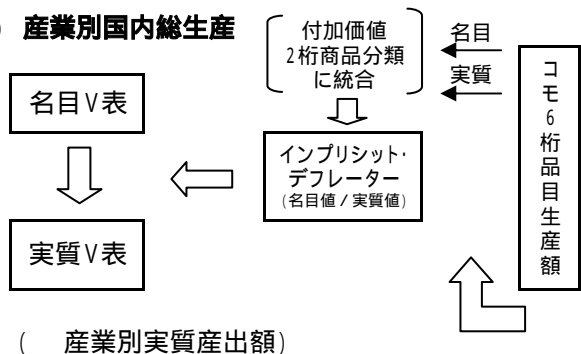 ) 産業別国内総生産
付加価値
2桁商品分類
に統合
名目
実質
コモ6桁品目生産額
名目V表
インプリシット・
デフレーター
(名目値/実質値)
実質V表
( 産業別実質産出額)